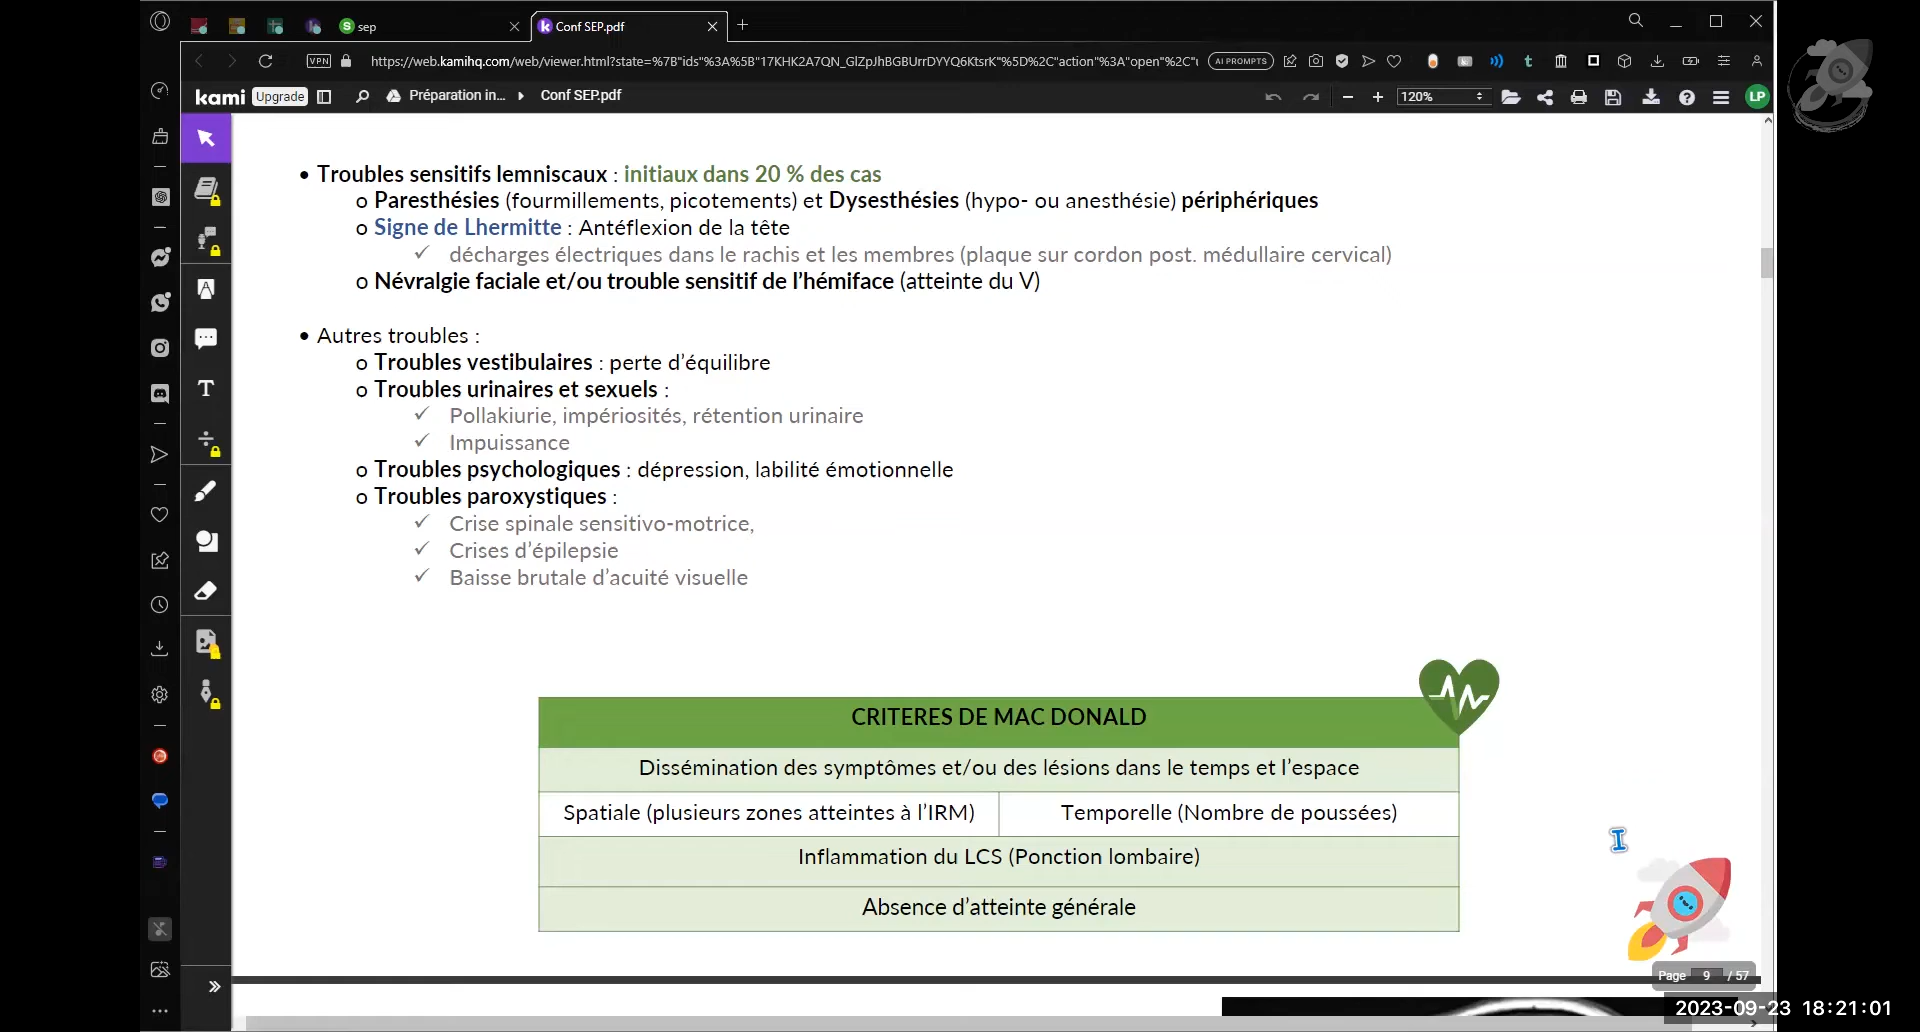 sep
Conf SEP.pdf
VPN
https://web.kamihq.com/web/viewer.html?state=%7B"ids"%3A%5B"17KHK2A7QN_GlZpJhBGBUrrDYYQ6KtsrK"%5D%2C"action"%3A"open"%2C"u
AI PROMPTS
kami Upgrade Préparation in... Conf SEP.pdf 120% LP
• Troubles sensitifs lemniscaux : initiaux dans 20 % des cas
o Paresthésies (fourmillements, picotements) et Dysesthésies (hypo- ou anesthésie) périphériques
o Signe de Lhermitte : Antéflexion de la tête
✓ décharges électriques dans le rachis et les membres (plaque sur cordon post. médullaire cervical)
o Névralgie faciale et/ou trouble sensitif de l'hémiface (atteinte du V)
• Autres troubles :
o Troubles vestibulaires : perte d'équilibre
o Troubles urinaires et sexuels :
✓ Pollakiurie, impériosités, rétention urinaire
✓ Impuissance
o Troubles psychologiques : dépression, labilité émotionnelle
o Troubles paroxystiques :
✓ Crise spinale sensitivo-motrice,
✓ Crises d'épilepsie
✓ Baisse brutale d'acuité visuelle
CRITERES DE MAC DONALD
Dissémination des symptômes et/ou des lésions dans le temps et l'espace
Spatiale (plusieurs zones atteintes à l'IRM) Temporelle (Nombre de poussées)
Inflammation du LCS (Ponction lombaire)
Absence d'atteinte générale
Page 9 / 57
2023-09-23 18:21:01